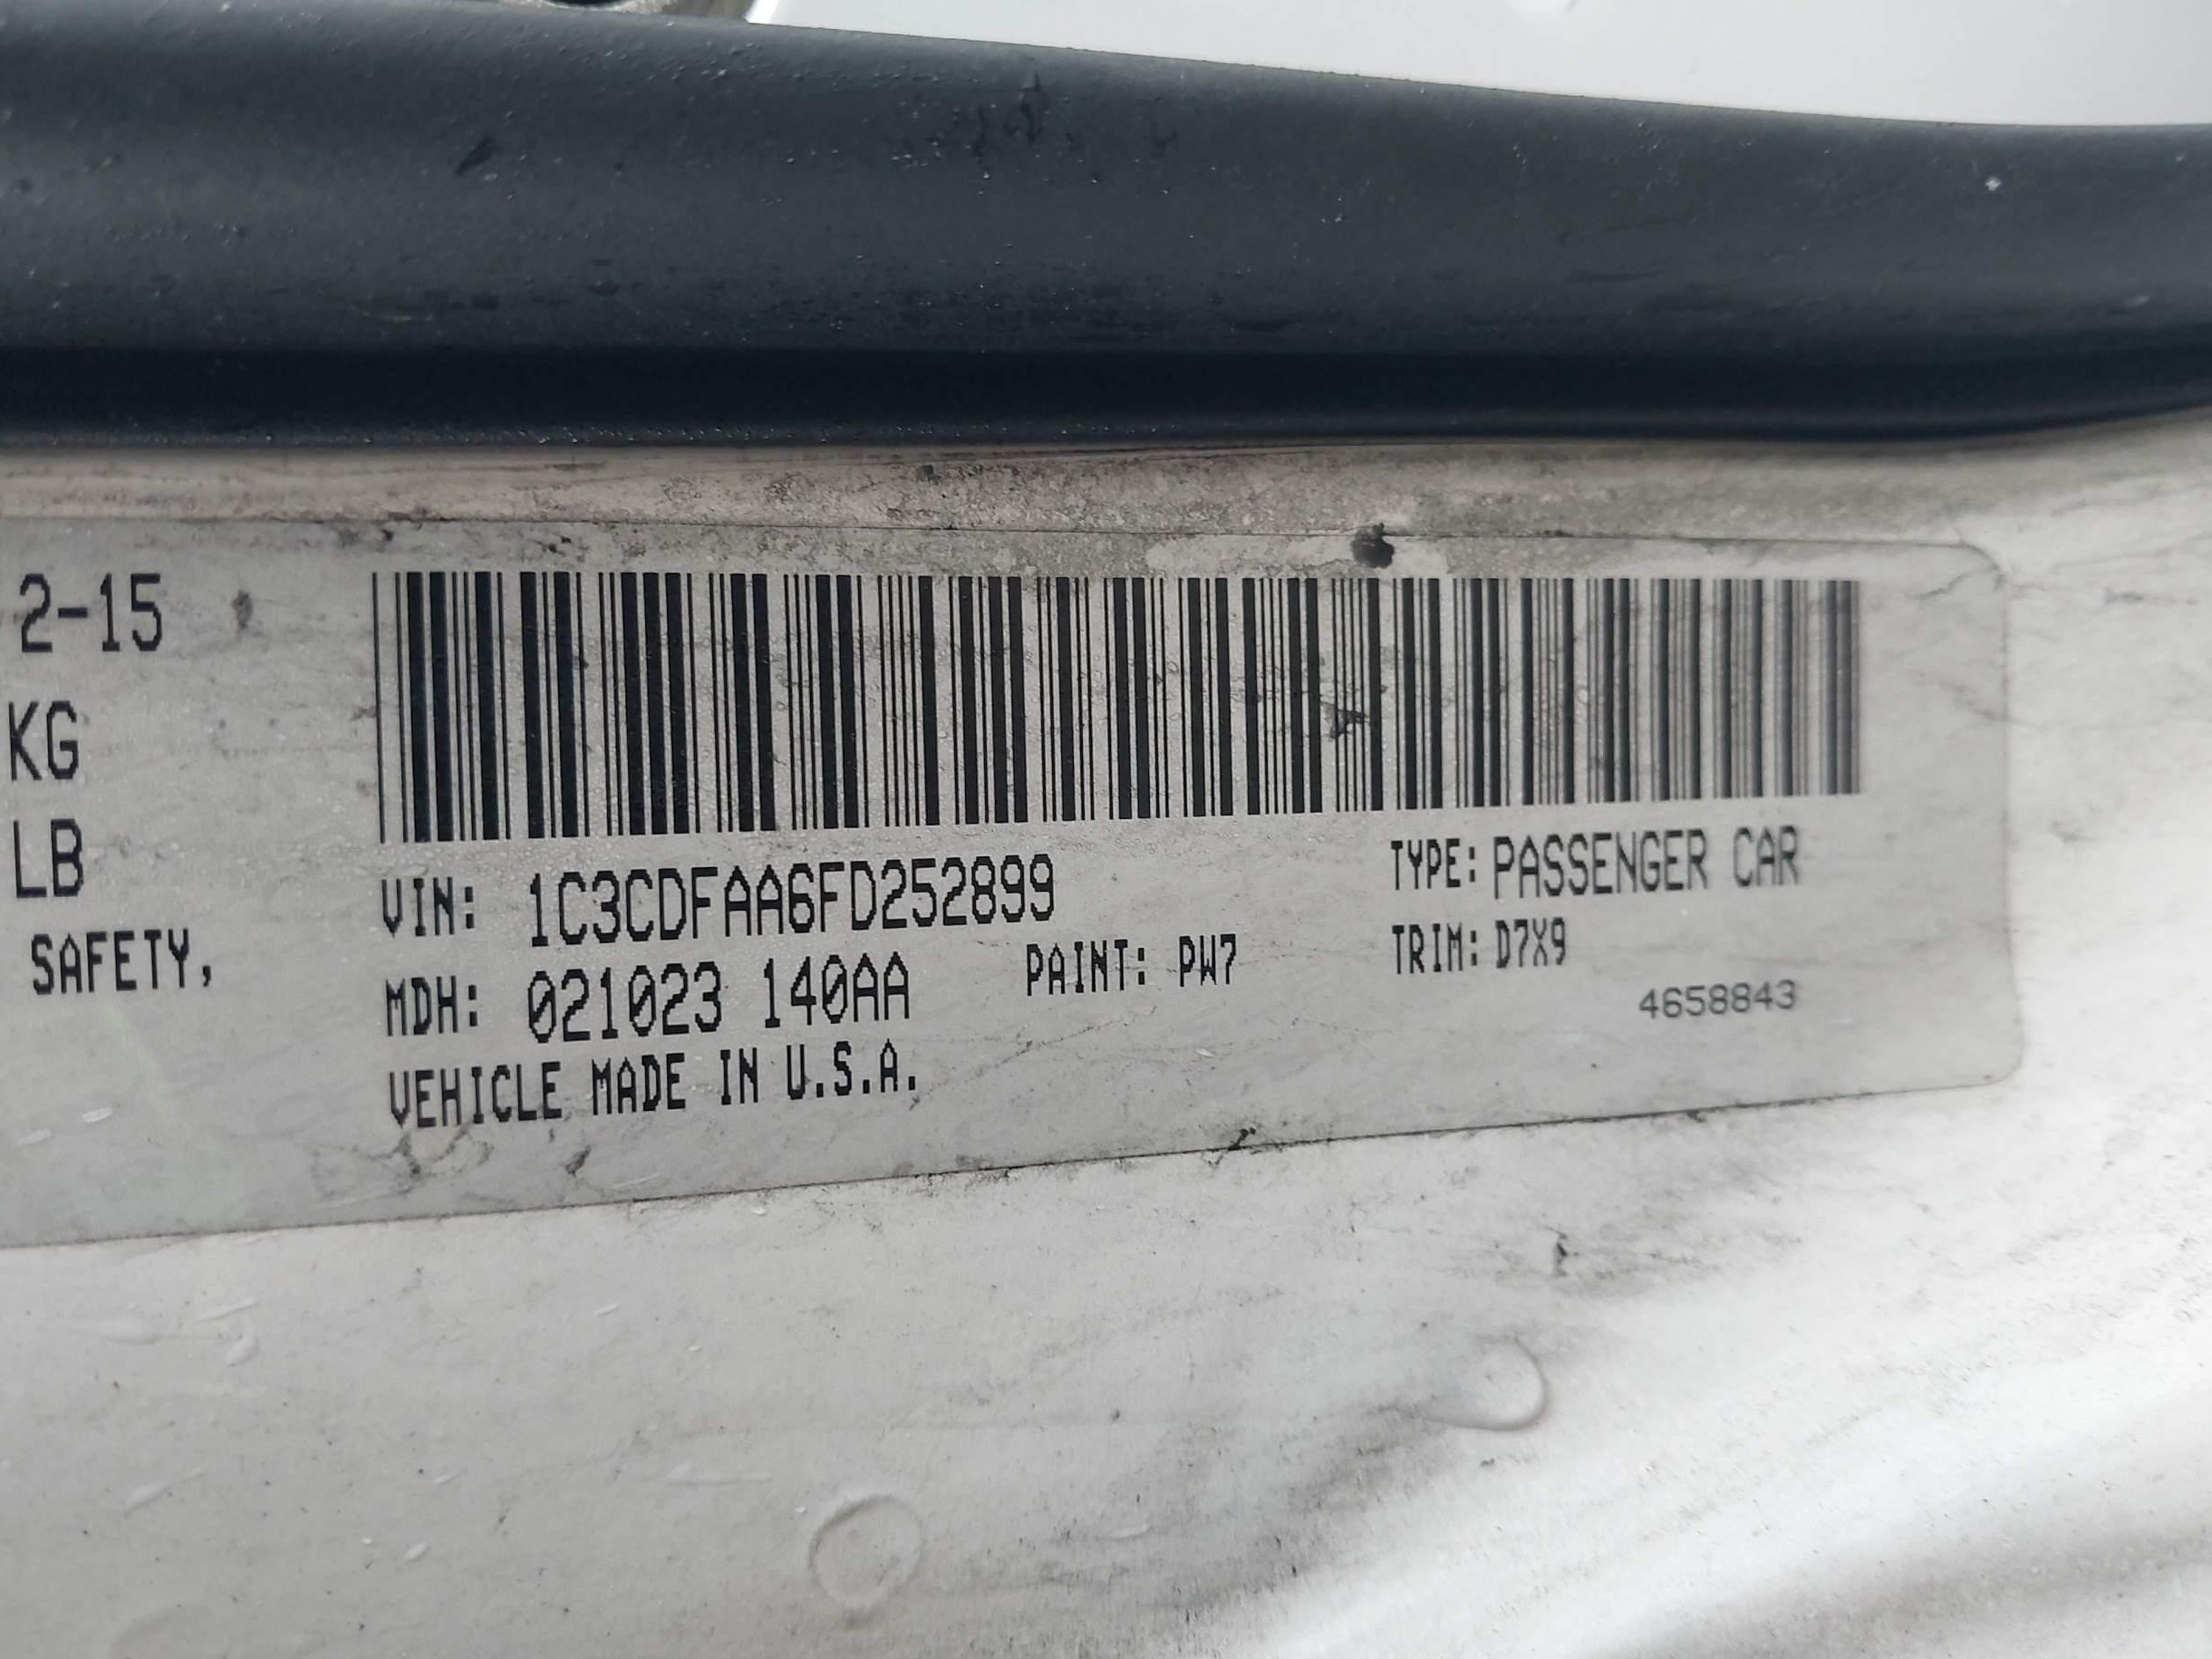 2-15
KG
LB
SAFETY,
VIN: 1C3CDFAA6FD252899
TYPE: PASSENGER CAR
MDH: 021023 140AA
PAINT: PW7
TRIM: D7X9
4658843
VEHICLE MADE IN U.S.A.